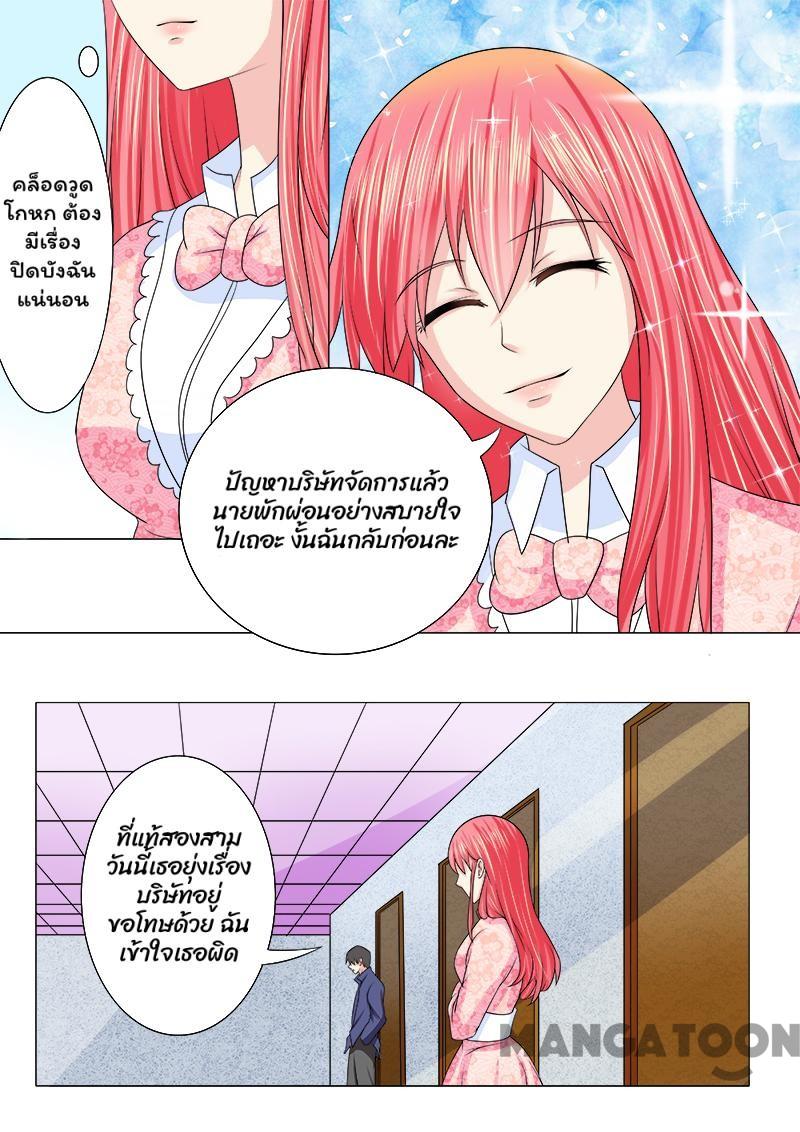 คล็อดวูด
โกหก ต้อง
มีเรื่อง
ปิดบังฉัน
แน่นอน
ปัญหาบริษัทจัดการแล้ว
นายพักผ่อนอย่างสบายใจ
ไปเถอะ งั้นฉันกลับก่อนละ
ที่แท้สองสาม
วันนี้เธอยุ่งเรื่อง
บริษัทอยู่
ขอโทษด้วย ฉัน
เข้าใจเธอผิด
MANGATOON